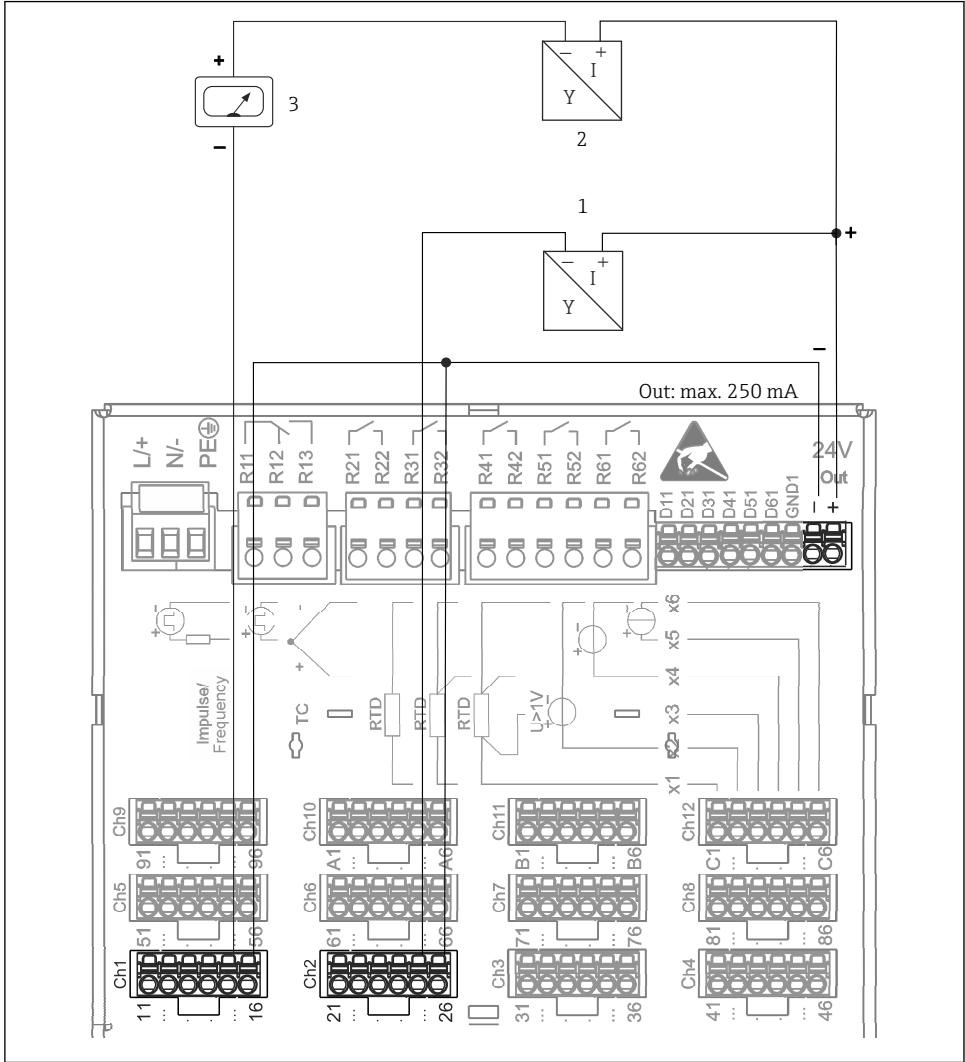 – +
I
Y
2
+
3
–
1
– +
I
Y
+
–
Out: max. 250 mA
L/+
N/-
PE
R11
R12
R13
R21
R22
R31
R32
R41
R42
R51
R52
R61
R62
D11
D21
D31
D41
D51
D61
GND1
24V
Out
– +
Impulse/
Frequency
- +
- +
-
+
TC
RTD
RTD
RTD
U>1V
- +
- +
- +
x6
x5
x4
x3
x2
x1
Ch9
91 ... . . ... 96
Ch10
A1 ... . . ... A6
Ch11
B1 ... . . ... B6
Ch12
C1 ... . . ... C6
Ch5
51 ... . . ... 56
Ch6
61 ... . . ... 66
Ch7
71 ... . . ... 76
Ch8
81 ... . . ... 86
Ch1
11 ... . . ... 16
Ch2
21 ... . . ... 26
Ch3
31 ... . . ... 36
Ch4
41 ... . . ... 46